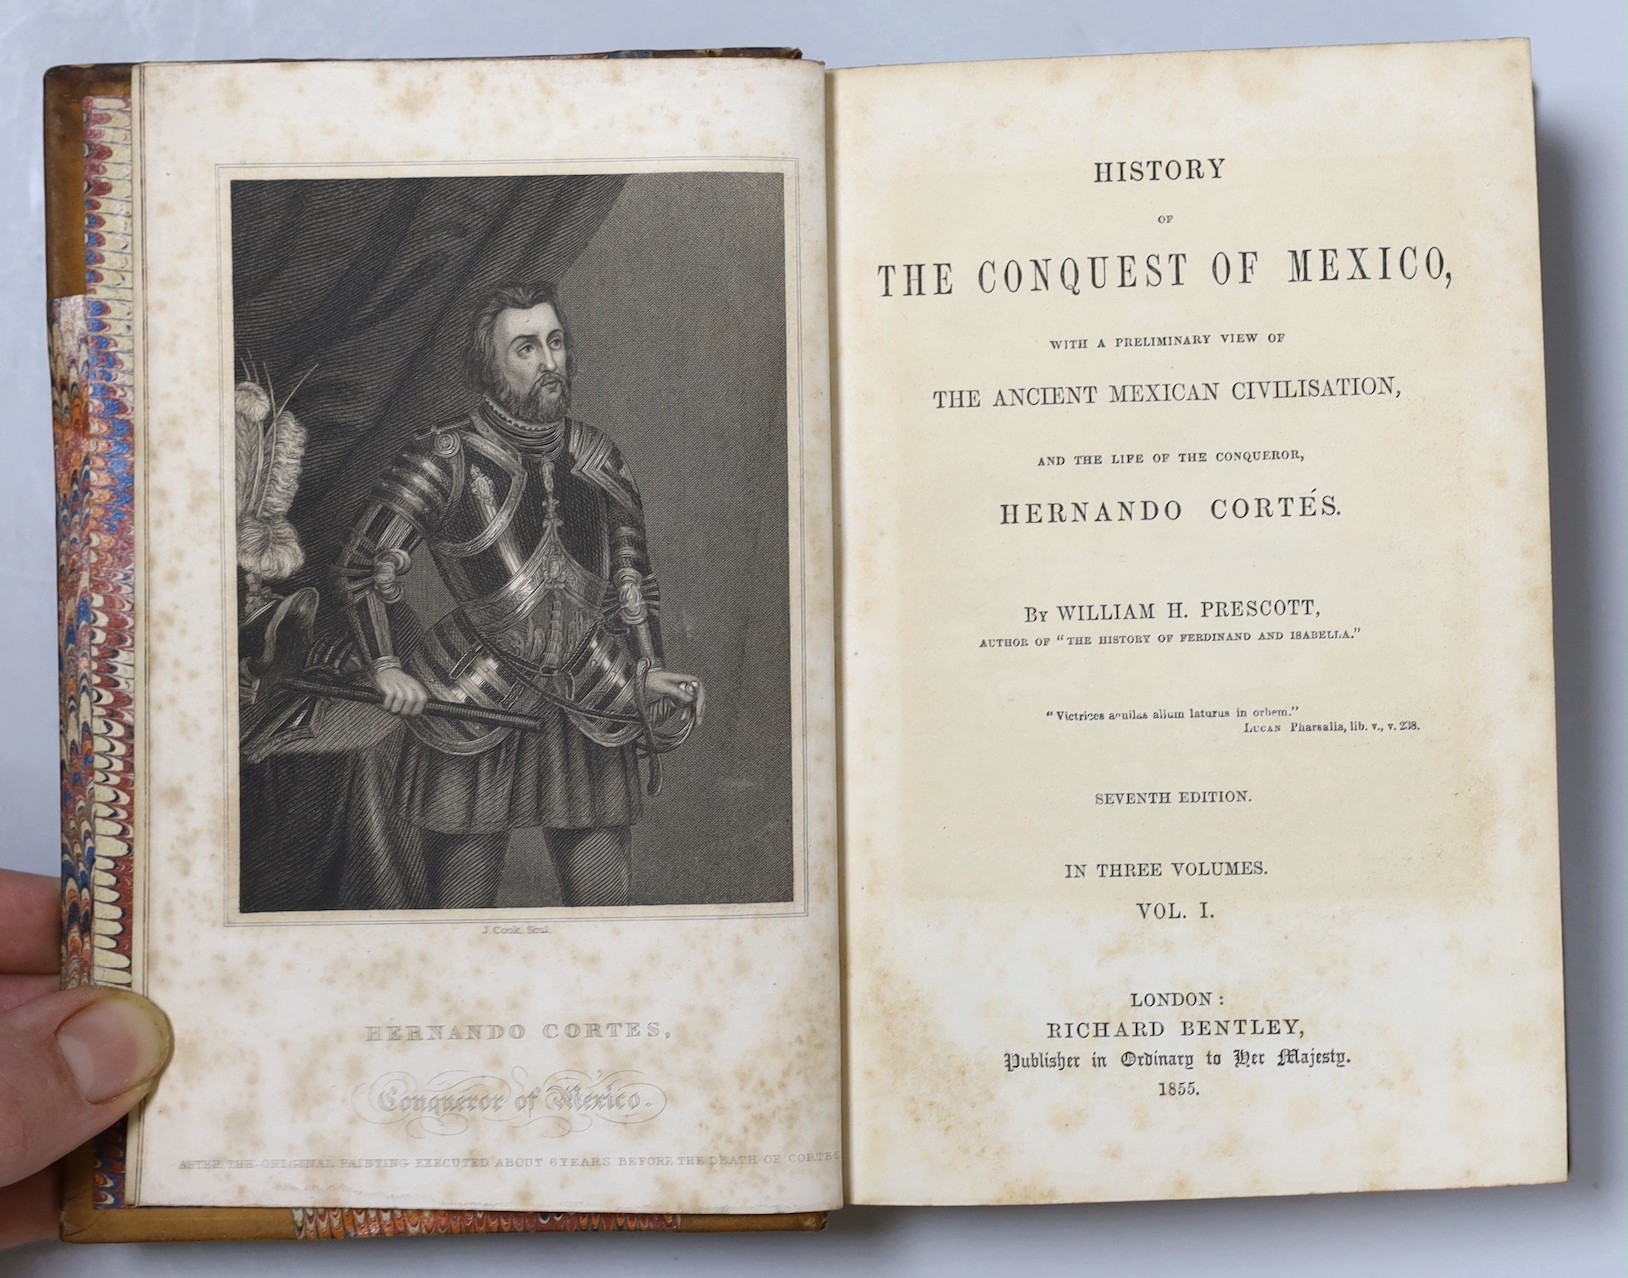 J. Cook, Scul.
HERNANDO CORTES,
Conqueror of Mexico.
AFTER THE ORIGINAL PAINTING EXECUTED ABOUT 6 YEARS BEFORE THE DEATH OF CORTES
HISTORY
OF
THE CONQUEST OF MEXICO,
WITH A PRELIMINARY VIEW OF
THE ANCIENT MEXICAN CIVILISATION,
AND THE LIFE OF THE CONQUEROR,
HERNANDO CORTÉS.
BY WILLIAM H. PRESCOTT,
AUTHOR OF "THE HISTORY OF FERDINAND AND ISABELLA."
"Victrices aquilas alium laturus in orbem."
LUCAN Pharsalia, lib. v., v. 238.
SEVENTH EDITION.
IN THREE VOLUMES.
VOL. I.
LONDON:
RICHARD BENTLEY,
Publisher in Ordinary to Her Majesty.
1855.